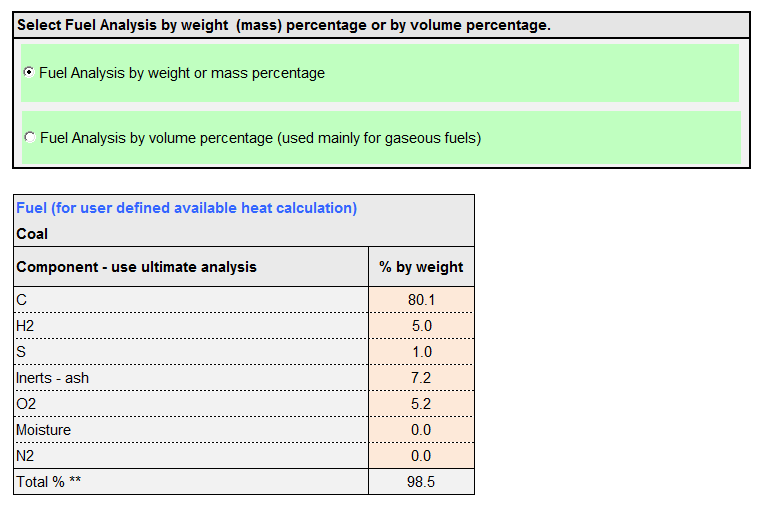 Select Fuel Analysis by weight  (mass) percentage or by volume percentage.
Fuel Analysis by weight or mass percentage
Fuel Analysis by volume percentage (used mainly for gaseous fuels)
Fuel (for user defined available heat calculation)
Coal
Component - use ultimate analysis % by weight
C 80.1
H2 5.0
S 1.0
Inerts - ash 7.2
O2 5.2
Moisture 0.0
N2 0.0
Total % ** 98.5